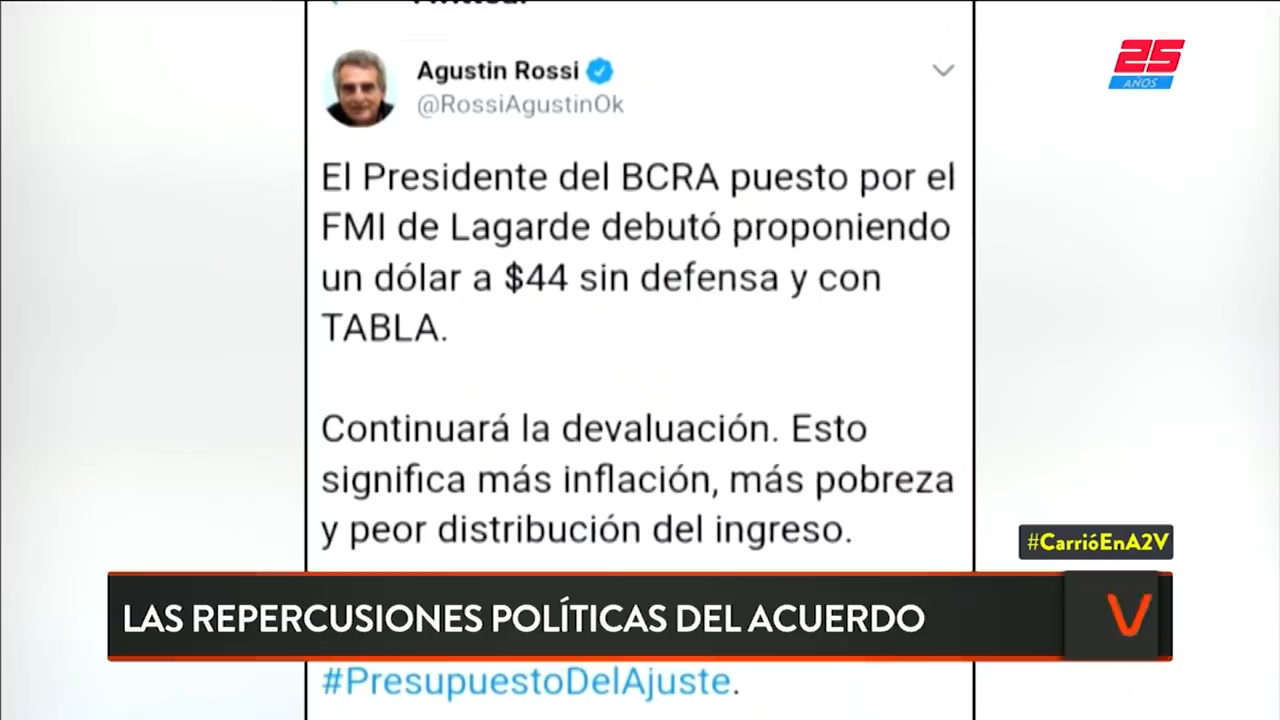 Agustin Rossi
@RossiAgustinOk
25
AÑOS
El Presidente del BCRA puesto por el
FMI de Lagarde debutó proponiendo
un dólar a $44 sin defensa y con
TABLA.
Continuará la devaluación. Esto
significa más inflación, más pobreza
y peor distribución del ingreso.
#CarrióEnA2V
LAS REPERCUSIONES POLÍTICAS DEL ACUERDO
V
#PresupuestoDelAjuste.